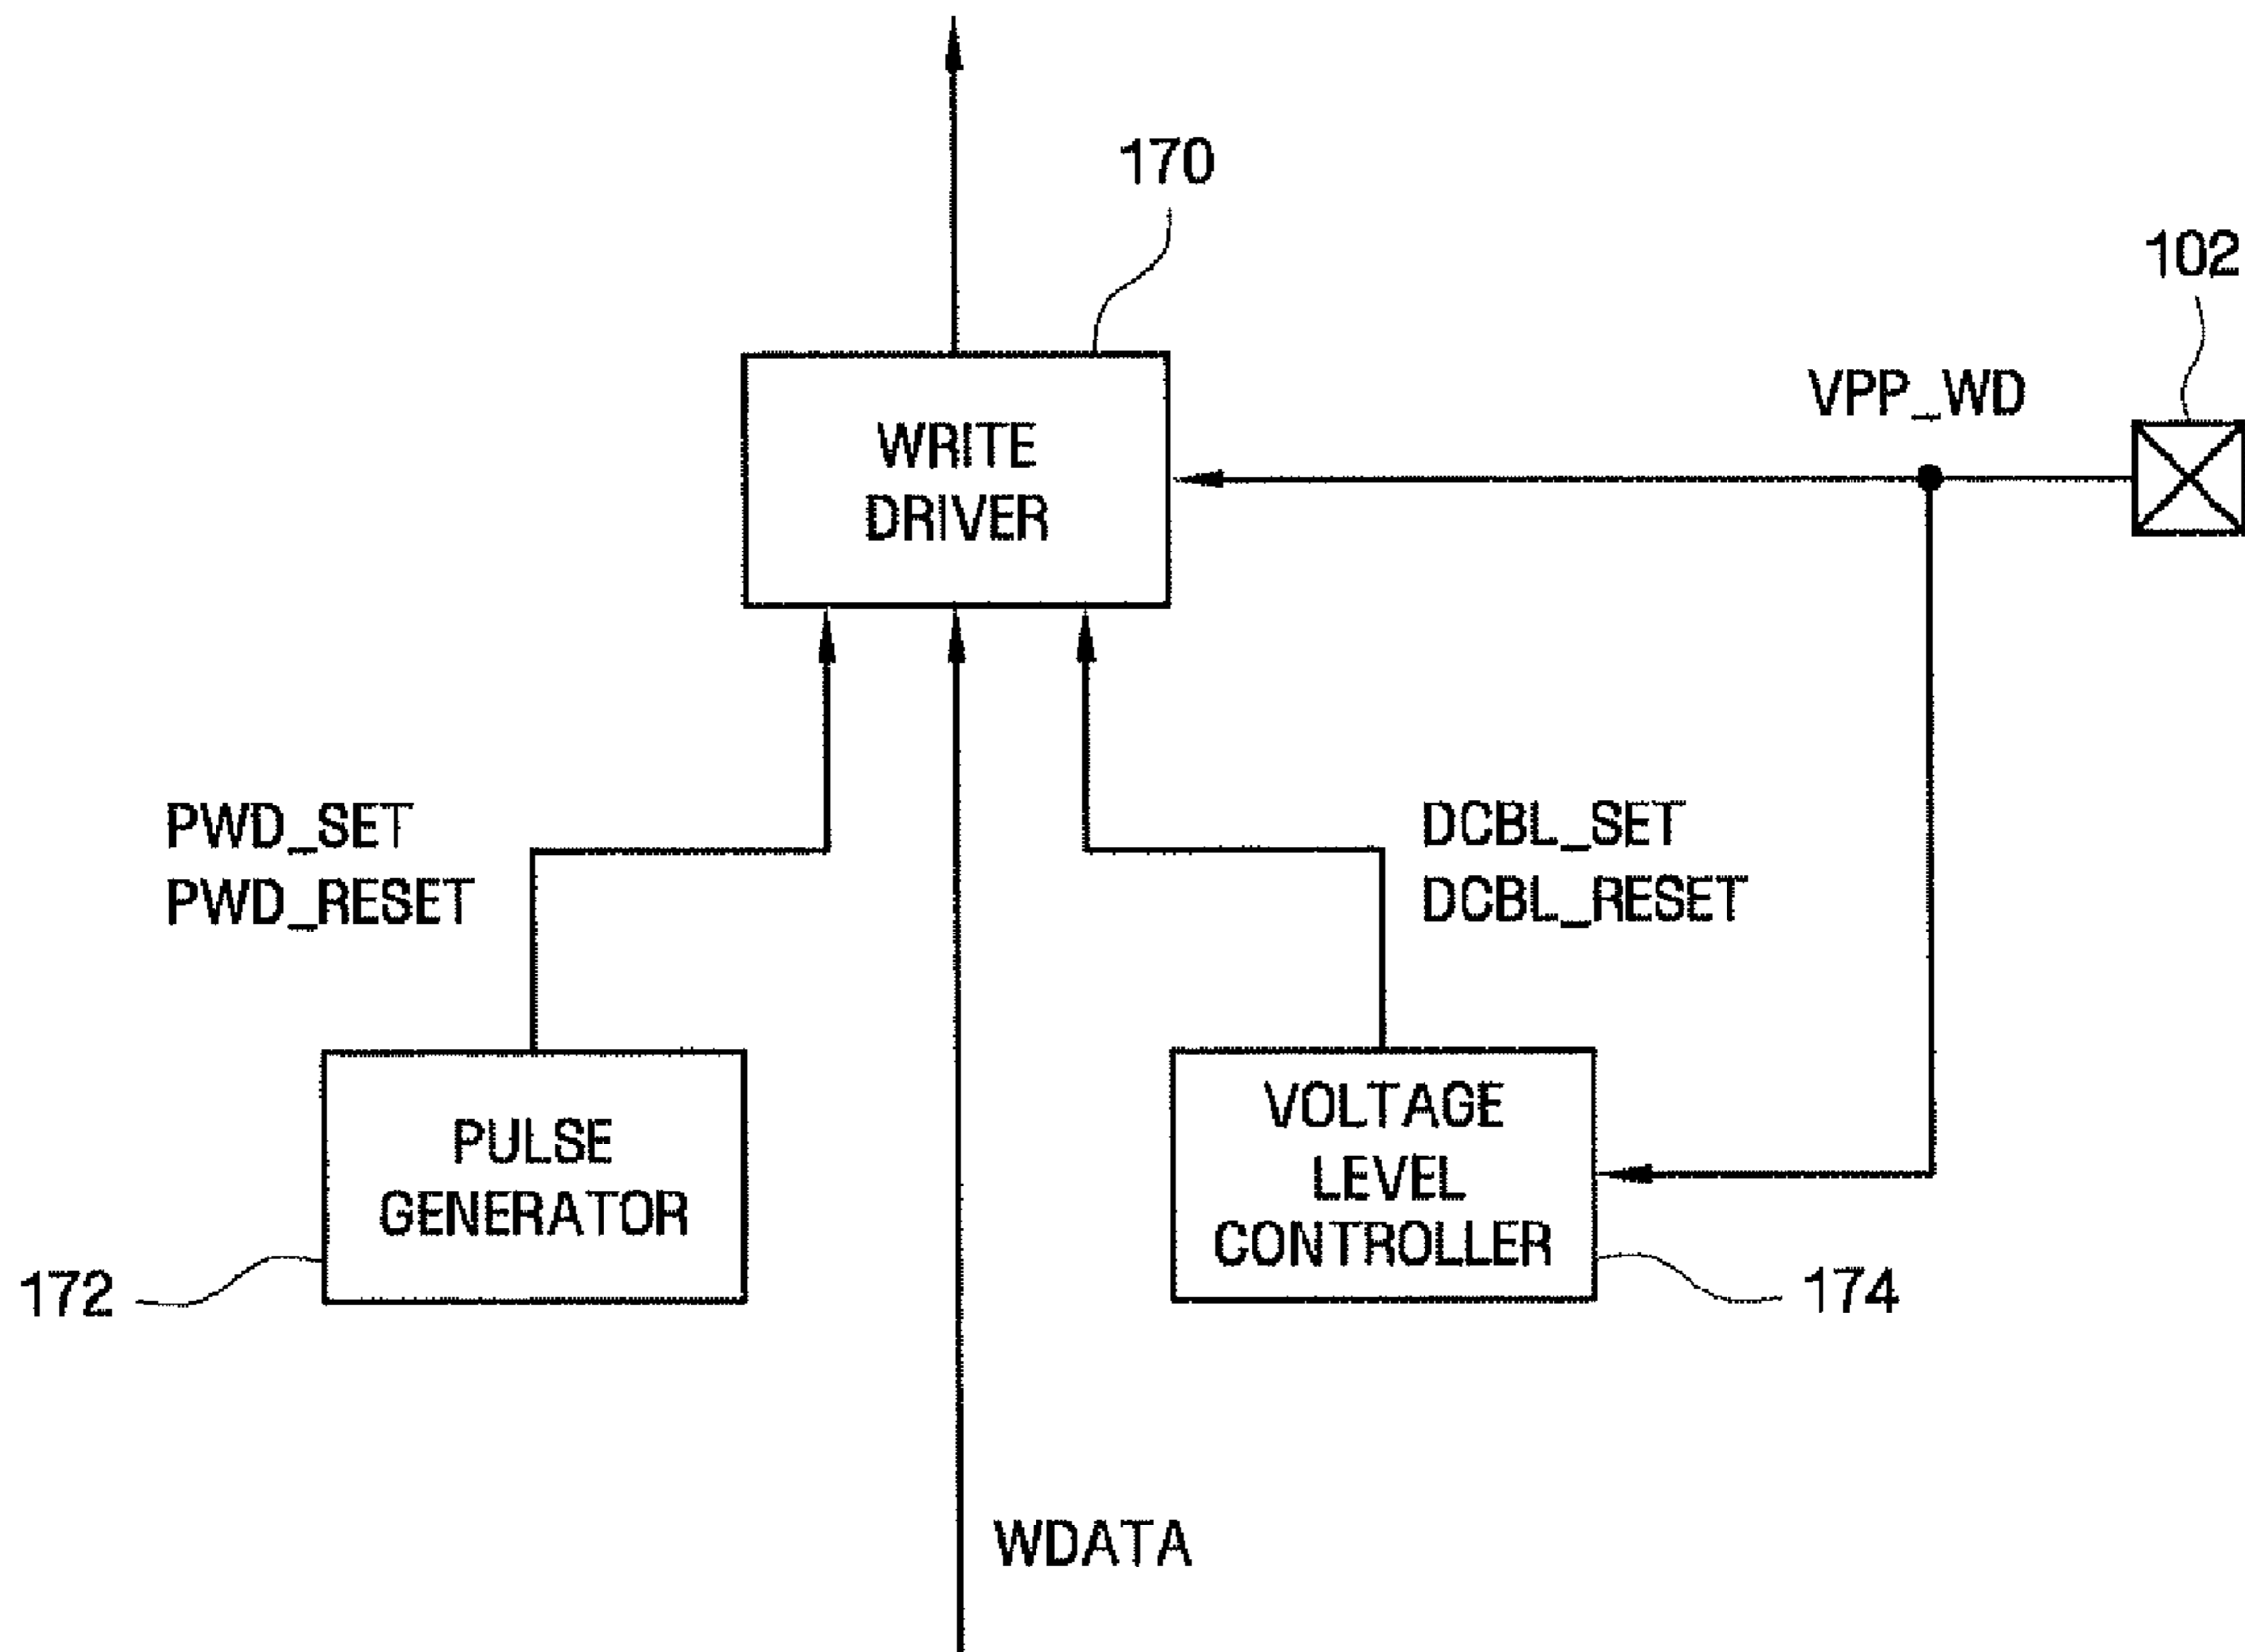 170
102
VPP_WD
WRITE
DRIVER
PWD_SET
PWD_RESET
DCBL_SET
DCBL_RESET
PULSE
GENERATOR
VOLTAGE
LEVEL
CONTROLLER
172
174
WDATA